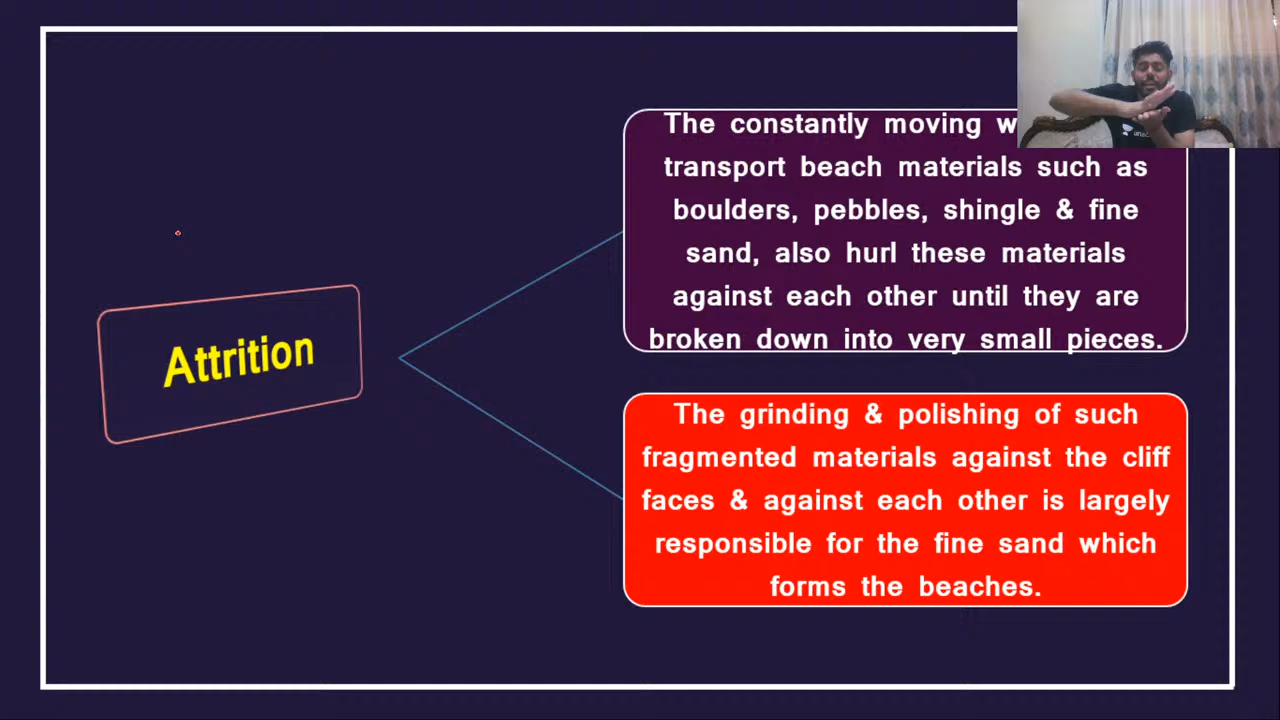 Attrition
The constantly moving
transport beach materials such as
boulders, pebbles, shingle & fine
sand, also hurl these materials
against each other until they are
broken down into very small pieces.
The grinding & polishing of such
fragmented materials against the cliff
faces & against each other is largely
responsible for the fine sand which
forms the beaches.